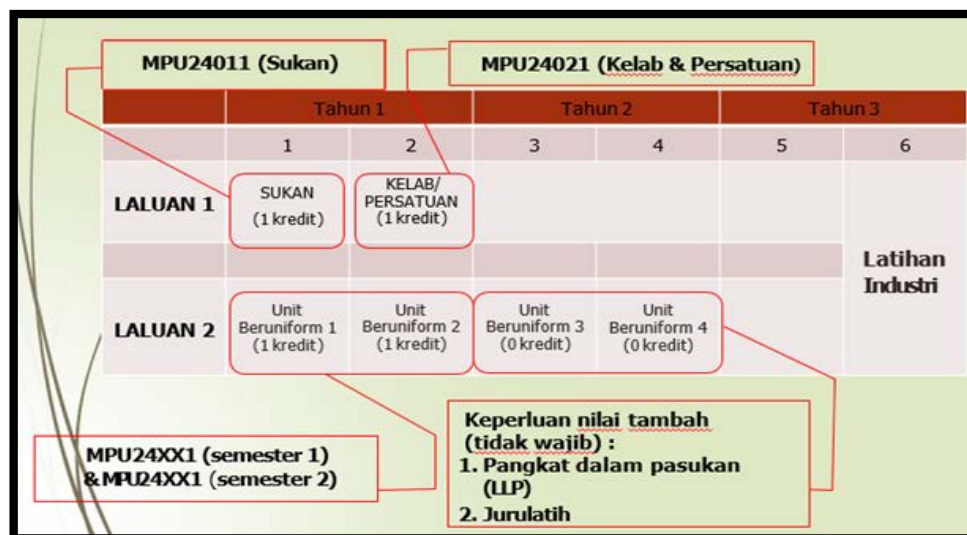 MPU24011 (Sukan)
MPU24021 (Kelab & Persatuan)
Tahun 1
Tahun 2
Tahun 3
1
2
3
4
5
6
LALUAN 1
SUKAN
(1 kredit)
KELAB/
PERSATUAN
(1 kredit)
Latihan
Industri
LALUAN 2
Unit
Beruniform 1
(1 kredit)
Unit
Beruniform 2
(1 kredit)
Unit
Beruniform 3
(0 kredit)
Unit
Beruniform 4
(0 kredit)
MPU24XX1 (semester 1)
& MPU24XX1 (semester 2)
Keperluan nilai tambah
(tidak wajib) :
1. Pangkat dalam pasukan
(LLP)
2. Jurulatih